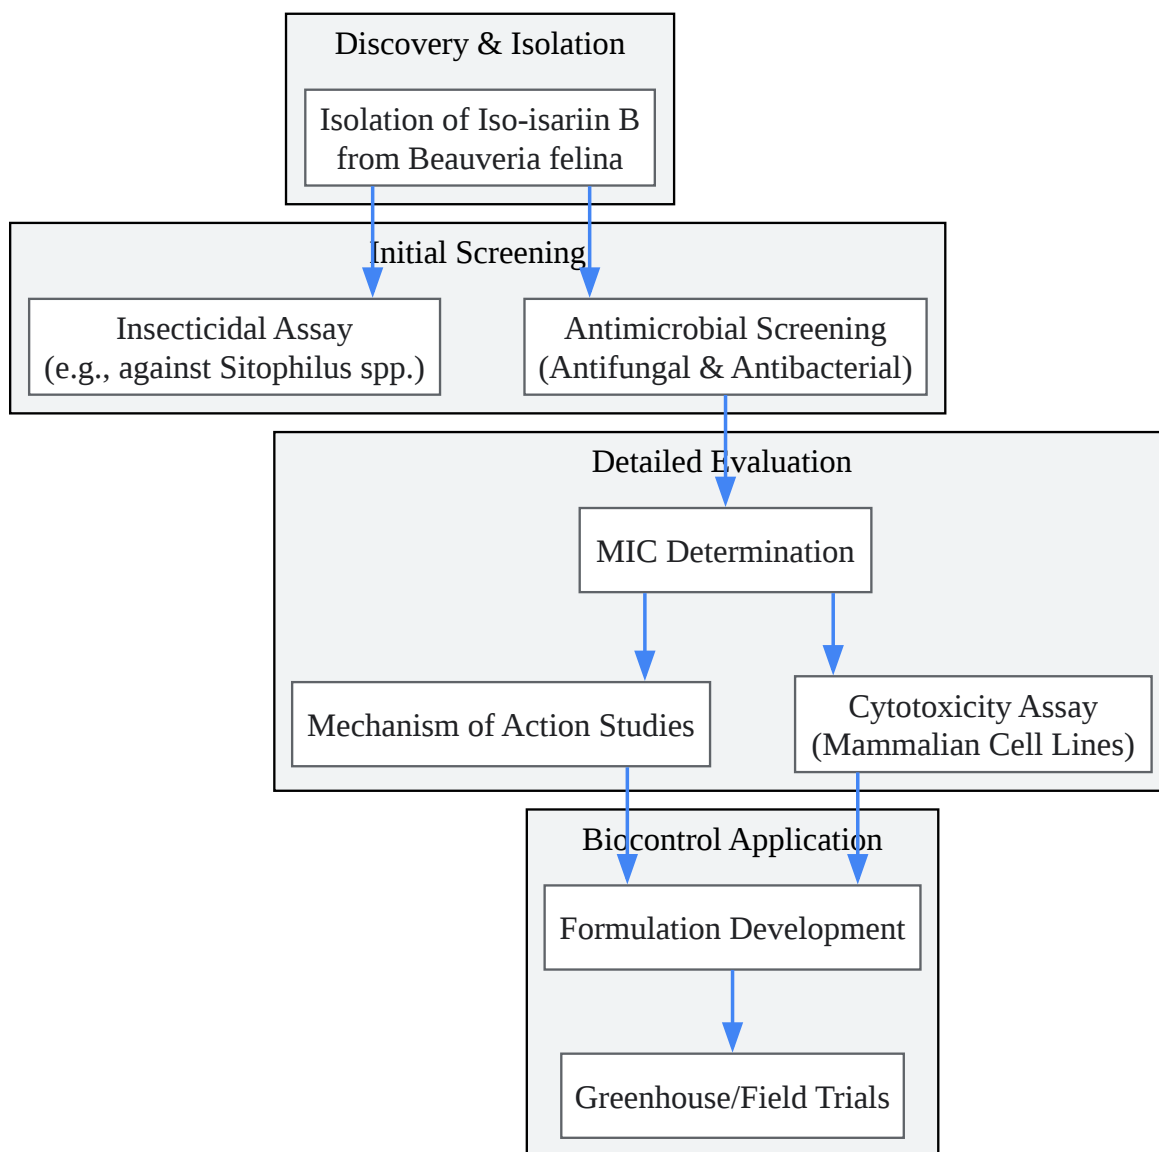 Discovery & Isolation
Isolation of Iso-isariin B
from Beauveria felina
Initial Screening
Insecticidal Assay
(e.g., against Sitophilus spp.)
Antimicrobial Screening
(Antifungal & Antibacterial)
Detailed Evaluation
MIC Determination
Mechanism of Action Studies
Cytotoxicity Assay
(Mammalian Cell Lines)
Biocontrol Application
Formulation Development
Greenhouse/Field Trials